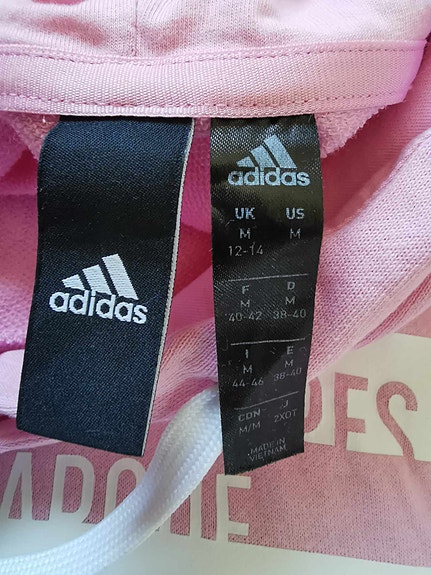 adidas
adidas
UK US
M M
12-14
F D
M M
40-42 38-40
I E
M M
44-46 38-40
CDN J
M/M 2XOT
MADE IN
VIETNAM